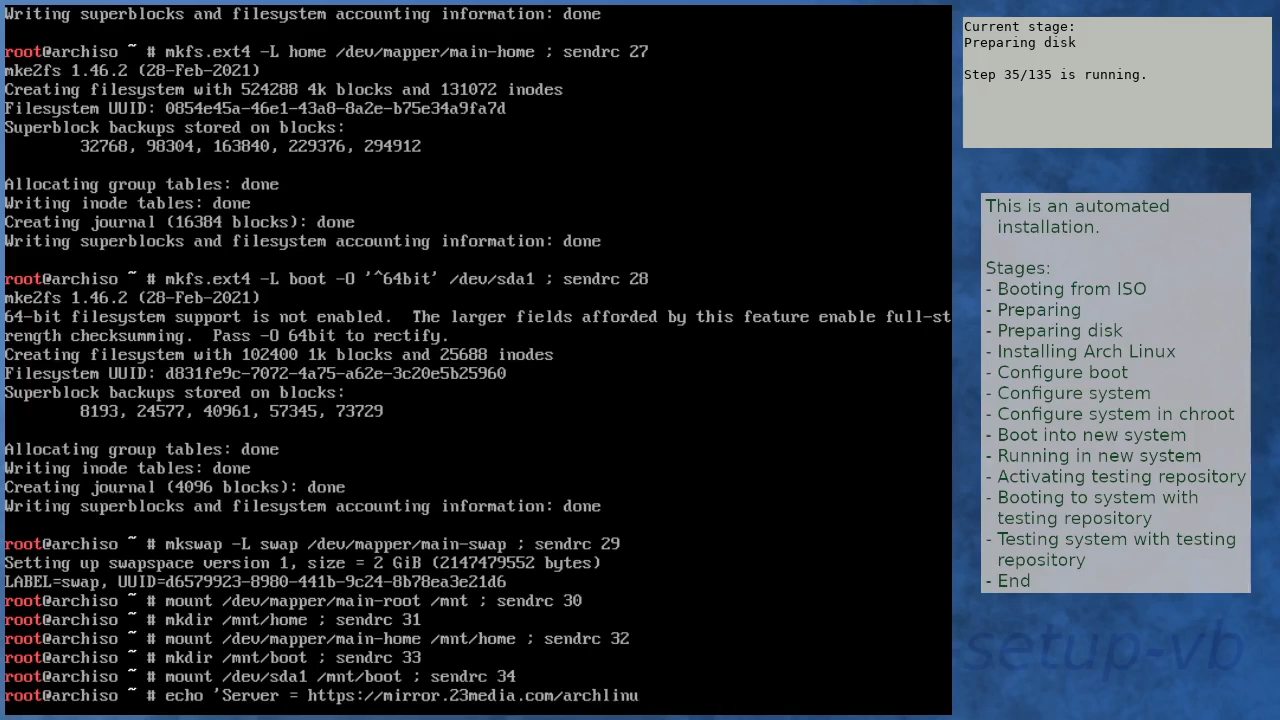 Writing superblocks and filesystem accounting information: done
root@archiso ~ # mkfs.ext4 -L home /dev/mapper/main-home ; sendrc 27
mke2fs 1.46.2 (28-Feb-2021)
Creating filesystem with 524288 4k blocks and 131072 inodes
Filesystem UUID: 0854e45a-46e1-43a8-8a2e-b75e34a9fa7d
Superblock backups stored on blocks:
32768, 98304, 163840, 229376, 294912
Allocating group tables: done
Writing inode tables: done
Creating journal (16384 blocks): done
Writing superblocks and filesystem accounting information: done
root@archiso ~ # mkfs.ext4 -L boot -O '^64bit' /dev/sda1 ; sendrc 28
mke2fs 1.46.2 (28-Feb-2021)
64-bit filesystem support is not enabled.  The larger fields afforded by this feature enable full-st
rength checksumming.  Pass -O 64bit to rectify.
Creating filesystem with 102400 1k blocks and 25688 inodes
Filesystem UUID: d831fe9c-7072-4a75-a62e-3c20e5b25960
Superblock backups stored on blocks:
8193, 24577, 40961, 57345, 73729
Allocating group tables: done
Writing inode tables: done
Creating journal (4096 blocks): done
Writing superblocks and filesystem accounting information: done
root@archiso ~ # mkswap -L swap /dev/mapper/main-swap ; sendrc 29
Setting up swapspace version 1, size = 2 GiB (2147479552 bytes)
LABEL=swap, UUID=d6579923-8980-441b-9c24-8b78ea3e21d6
root@archiso ~ # mount /dev/mapper/main-root /mnt ; sendrc 30
root@archiso ~ # mkdir /mnt/home ; sendrc 31
root@archiso ~ # mount /dev/mapper/main-home /mnt/home ; sendrc 32
root@archiso ~ # mkdir /mnt/boot ; sendrc 33
root@archiso ~ # mount /dev/sda1 /mnt/boot ; sendrc 34
root@archiso ~ # echo 'Server = https://mirror.23media.com/archlinu
Current stage:
Preparing disk
Step 35/135 is running.
This is an automated
installation.
Stages:
- Booting from ISO
- Preparing
- Preparing disk
- Installing Arch Linux
- Configure boot
- Configure system
- Configure system in chroot
- Boot into new system
- Running in new system
- Activating testing repository
- Booting to system with
testing repository
- Testing system with testing
repository
- End
setup-vb